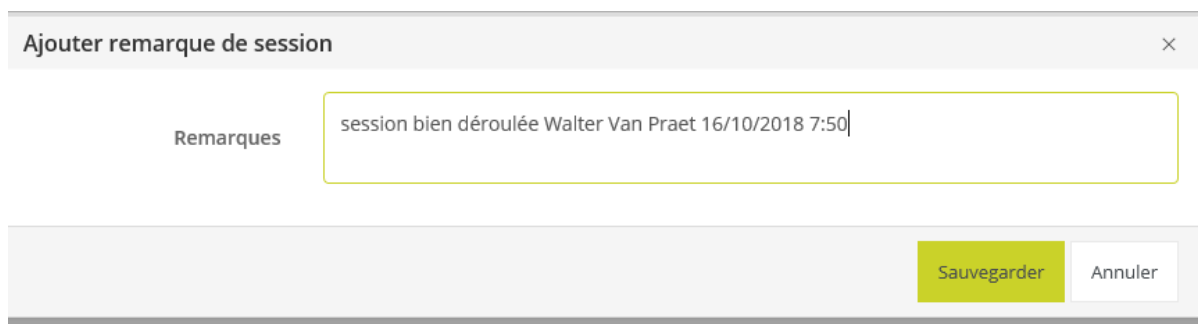 Ajouter remarque de session
Remarques
session bien déroulée Walter Van Praet 16/10/2018 7:50
Sauvegarder Annuler